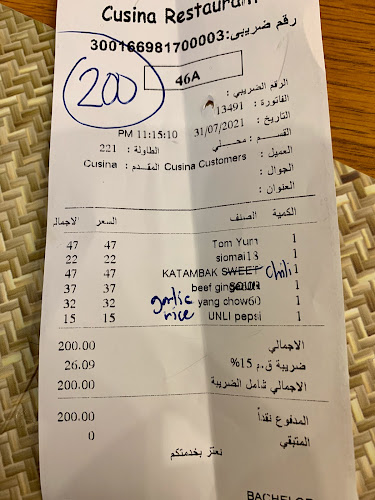 Cusina Restaurant
رقم ضريبي:300166981700003
200
46A
الرقم الضريبي :
الفاتورة : 13491
التاريخ : 31/07/2021 PM 11:15:10
القسم : محلي الطاولة : 221
العميل : Cusina Customers المقدم : Cusina
الجوال :
العنوان :
الكمية الصنف السعر الاجمالي
1 Tom Yum 47 47
1 siomai 22 22
1 KATAMBAK SWEET chili 47 47
1 beef 37 37
1 yang chow60 garlic rice 32 32
1 UNLI pepsi 15 15
الاجمالي 200.00
ضريبة ق.م 15% 26.09
الاجمالي شامل الضريبة 200.00
المدفوع نقداً 200.00
المتبقي 0
نعتز بخدمتكم